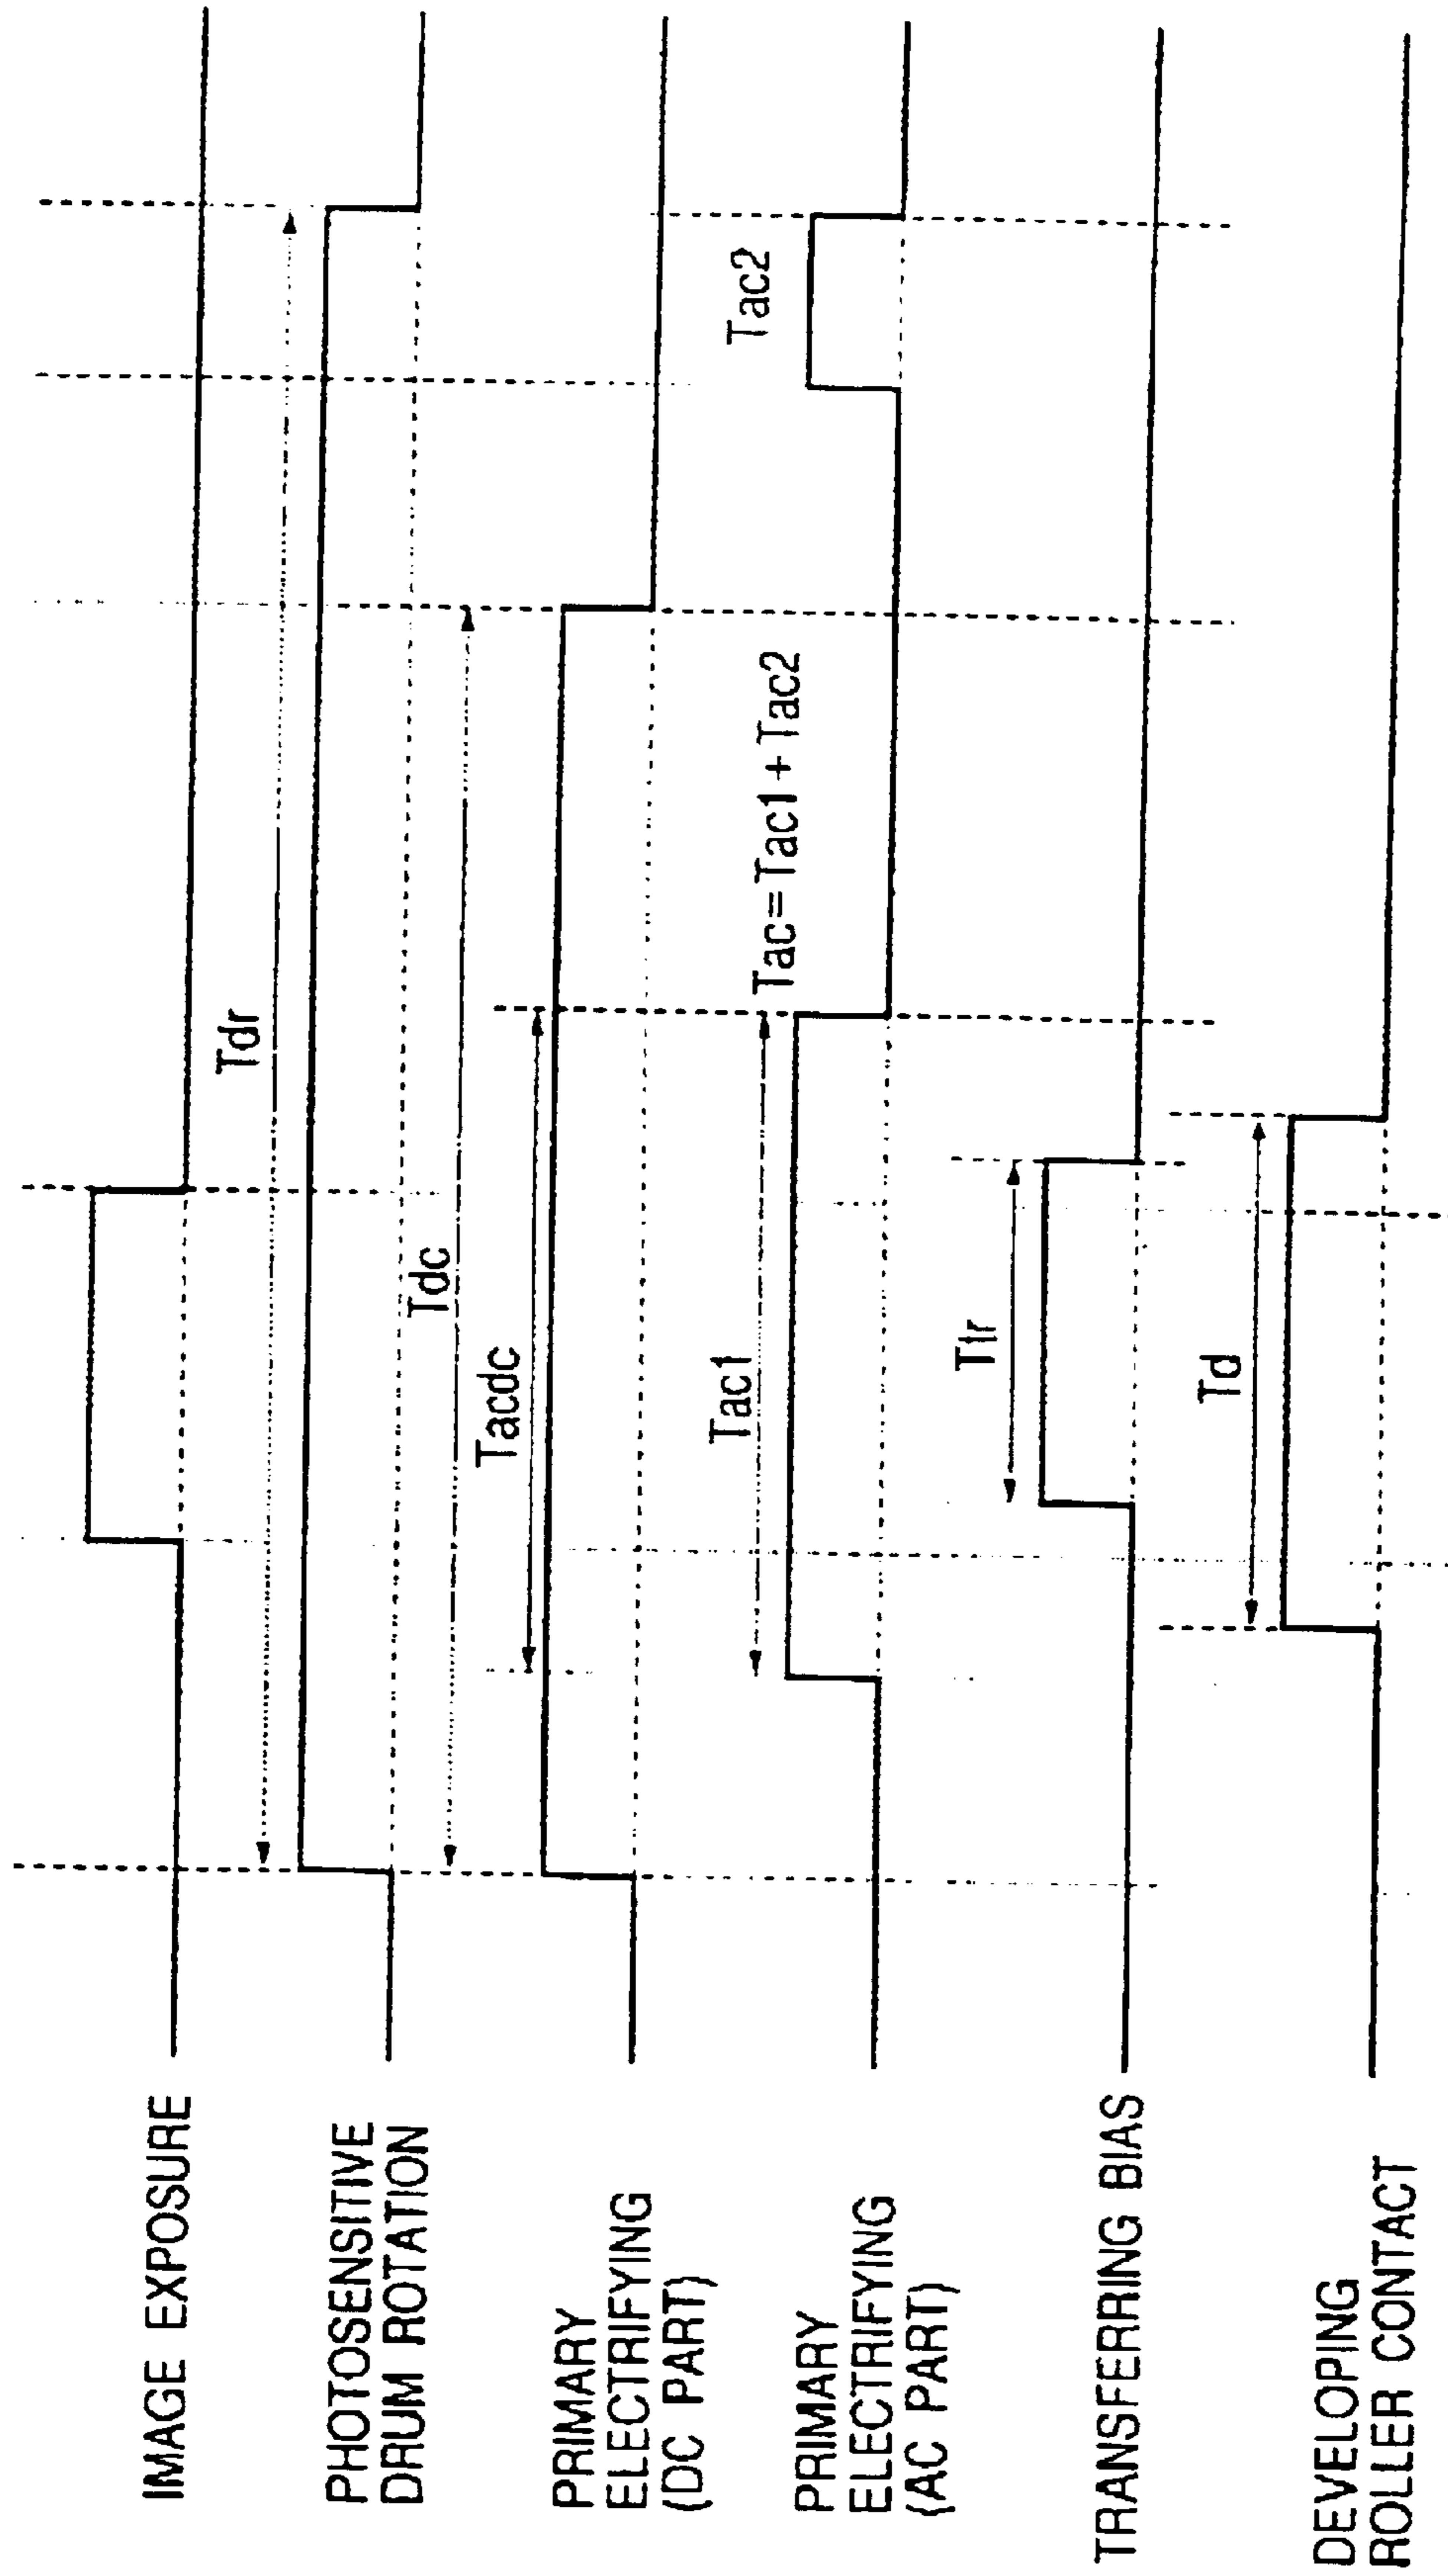 IMAGE EXPOSURE
Tdr
PHOTOSENSITIVE
DRUM ROTATION
Tdc
Tacdc
PRIMARY
ELECTRIFYING
(DC PART)
Tac1
Tac=Tac1+Tac2
Tac2
PRIMARY
ELECTRIFYING
(AC PART)
Ttr
TRANSFERRING BIAS
Td
DEVELOPING
ROLLER CONTACT